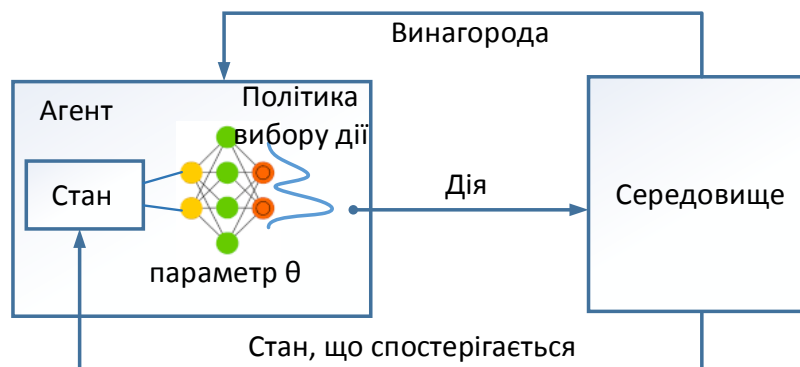 Винагорода
Агент
Політика
вибору дії
Стан
Дія
Середовище
параметр θ
Стан, що спостерігається